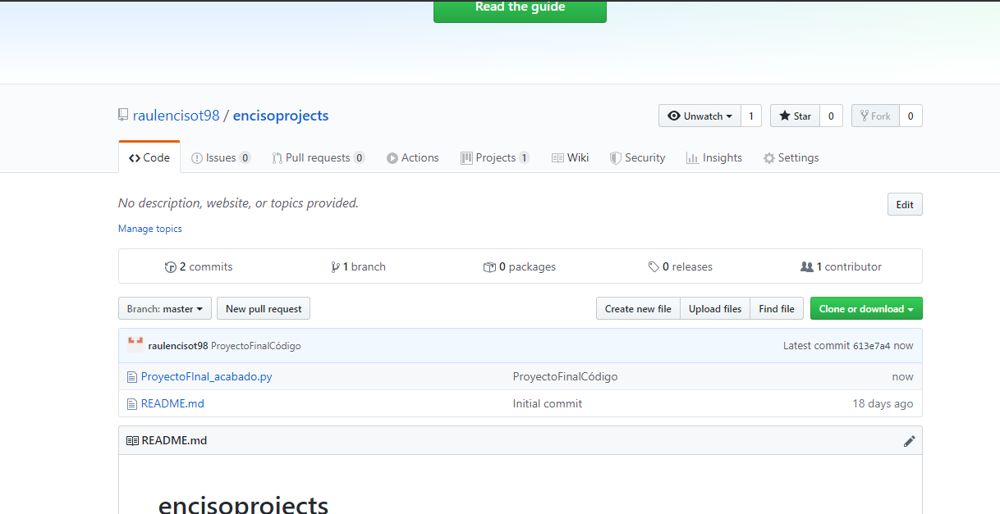 Read the guide
raulencisot98 / encisoprojects
Unwatch 1 Star 0 Fork 0
Code Issues 0 Pull requests 0 Actions Projects 1 Wiki Security Insights Settings
No description, website, or topics provided. Edit
Manage topics
2 commits 1 branch 0 packages 0 releases 1 contributor
Branch: master New pull request Create new file Upload files Find file Clone or download
raulencisot98 ProyectoFinalCódigo Latest commit 613e7a4 now
ProyectoFInal_acabado.py ProyectoFinalCódigo now
README.md Initial commit 18 days ago
README.md
encisoprojects